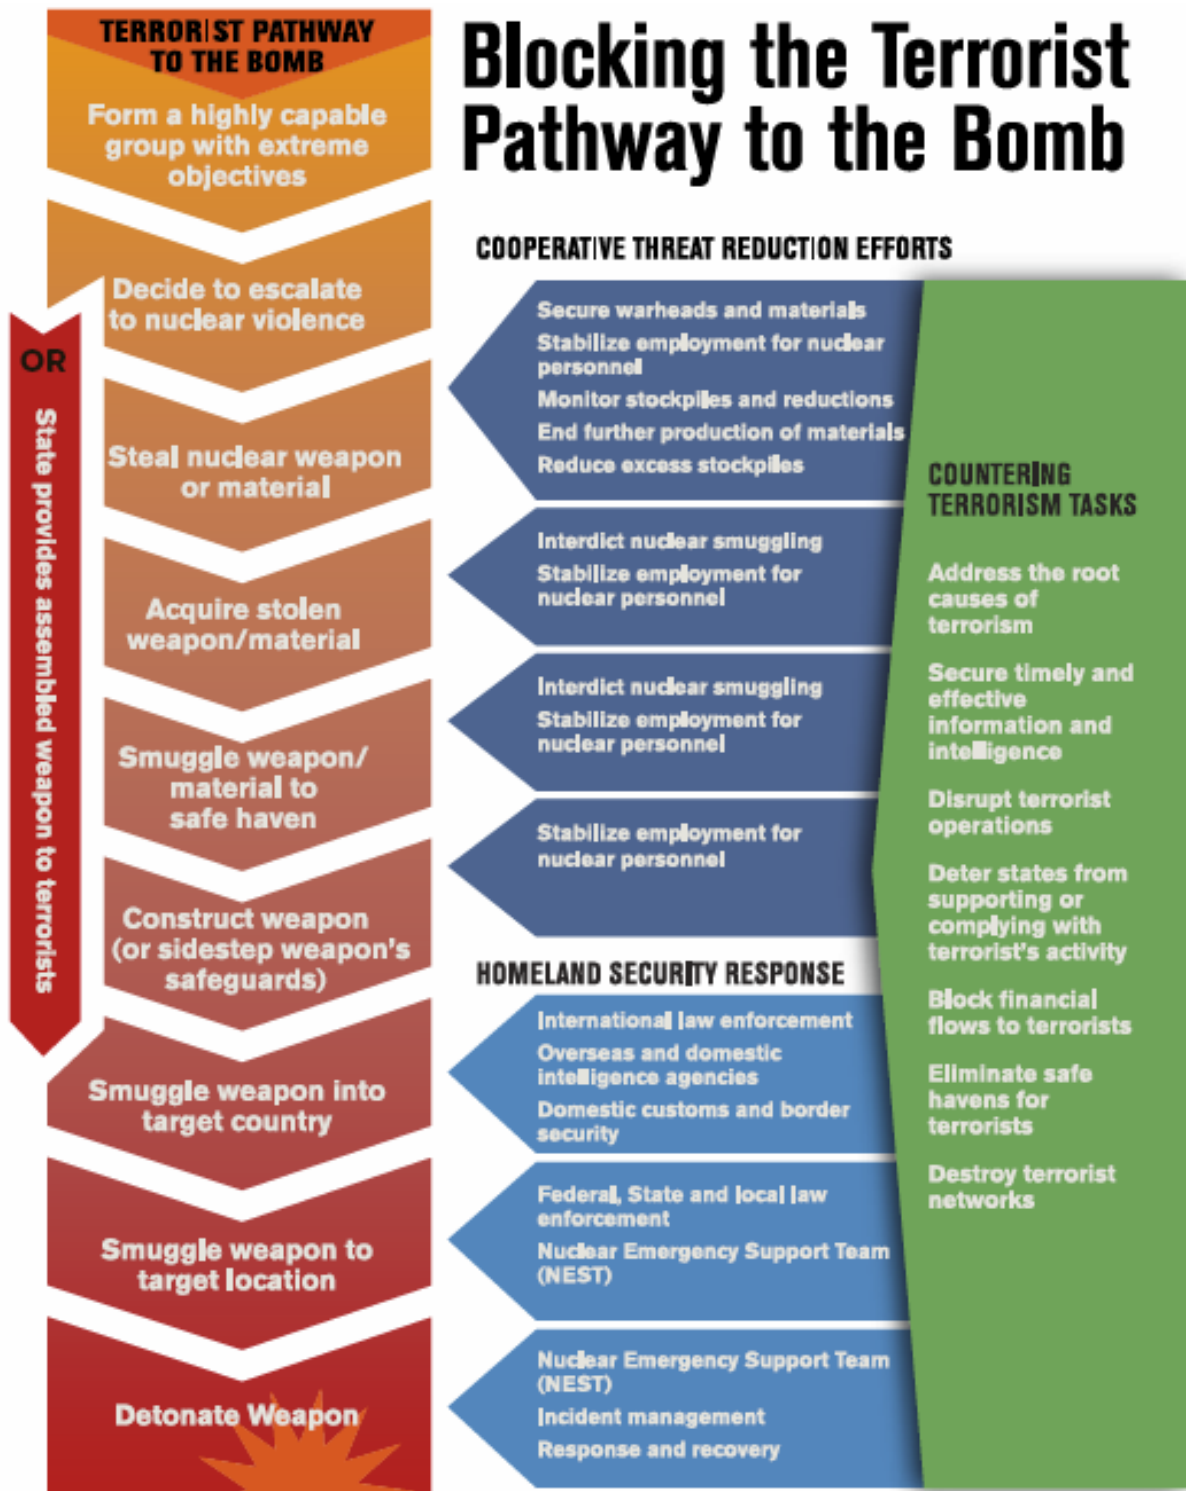 TERRORIST PATHWAY
TO THE BOMB
Form a highly capable
group with extreme
objectives
Decide to escalate
to nuclear violence
OR
State provides assembled weapon to terrorists
Steal nuclear weapon
or material
Acquire stolen
weapon/material
Smuggle weapon/
material to
safe haven
Construct weapon
(or sidestep weapon's
safeguards)
Smuggle weapon into
target country
Smuggle weapon to
target location
Detonate Weapon
Blocking the Terrorist
Pathway to the Bomb
COOPERATIVE THREAT REDUCTION EFFORTS
Secure warheads and materials
Stabilize employment for nuclear
personnel
Monitor stockpiles and reductions
End further production of materials
Reduce excess stockpiles
Interdict nuclear smuggling
Stabilize employment for
nuclear personnel
Interdict nuclear smuggling
Stabilize employment for
nuclear personnel
Stabilize employment for
nuclear personnel
HOMELAND SECURITY RESPONSE
International law enforcement
Overseas and domestic
intelligence agencies
Domestic customs and border
security
Federal, State and local law
enforcement
Nuclear Emergency Support Team
(NEST)
Nuclear Emergency Support Team
(NEST)
Incident management
Response and recovery
COUNTERING
TERRORISM TASKS
Address the root
causes of
terrorism
Secure timely and
effective
information and
intelligence
Disrupt terrorist
operations
Deter states from
supporting or
complying with
terrorist's activity
Block financial
flows to terrorists
Eliminate safe
havens for
terrorists
Destroy terrorist
networks